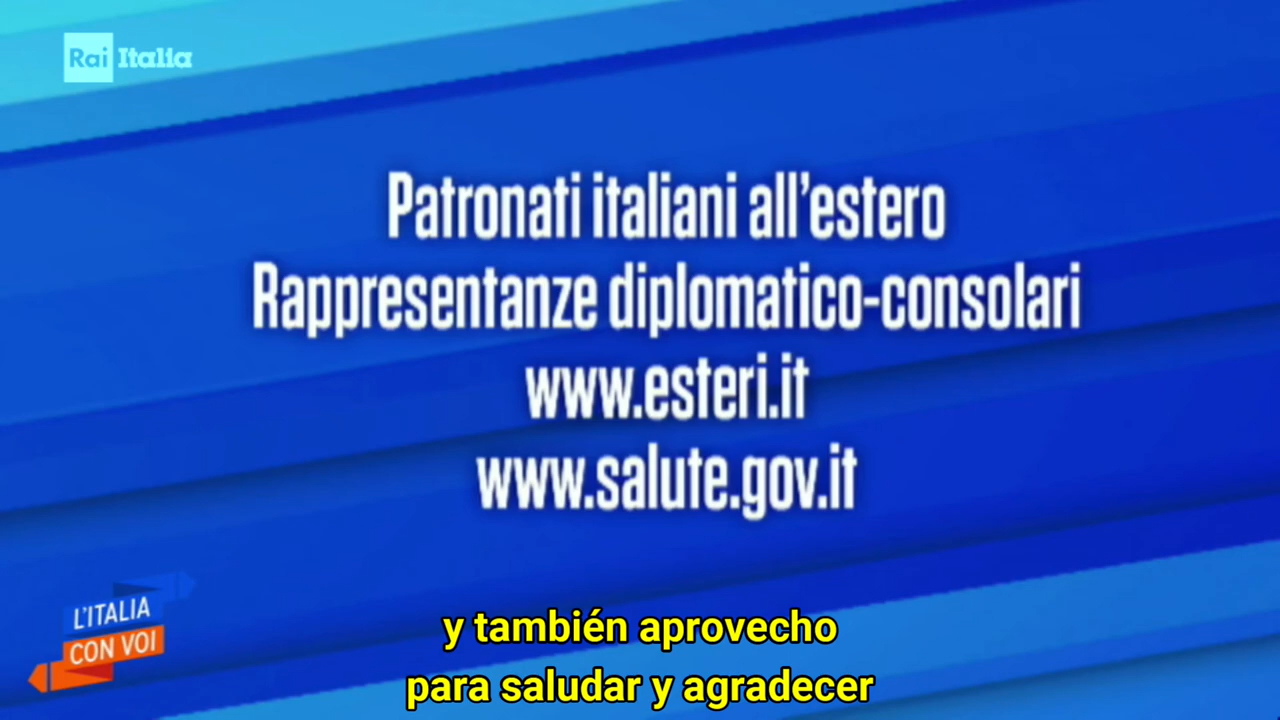 Rai Italia
Patronati italiani all'estero
Rappresentanze diplomatico-consolari
www.esteri.it
www.salute.gov.it
L'ITALIA
CON VOI
y también aprovecho
para saludar y agradecer